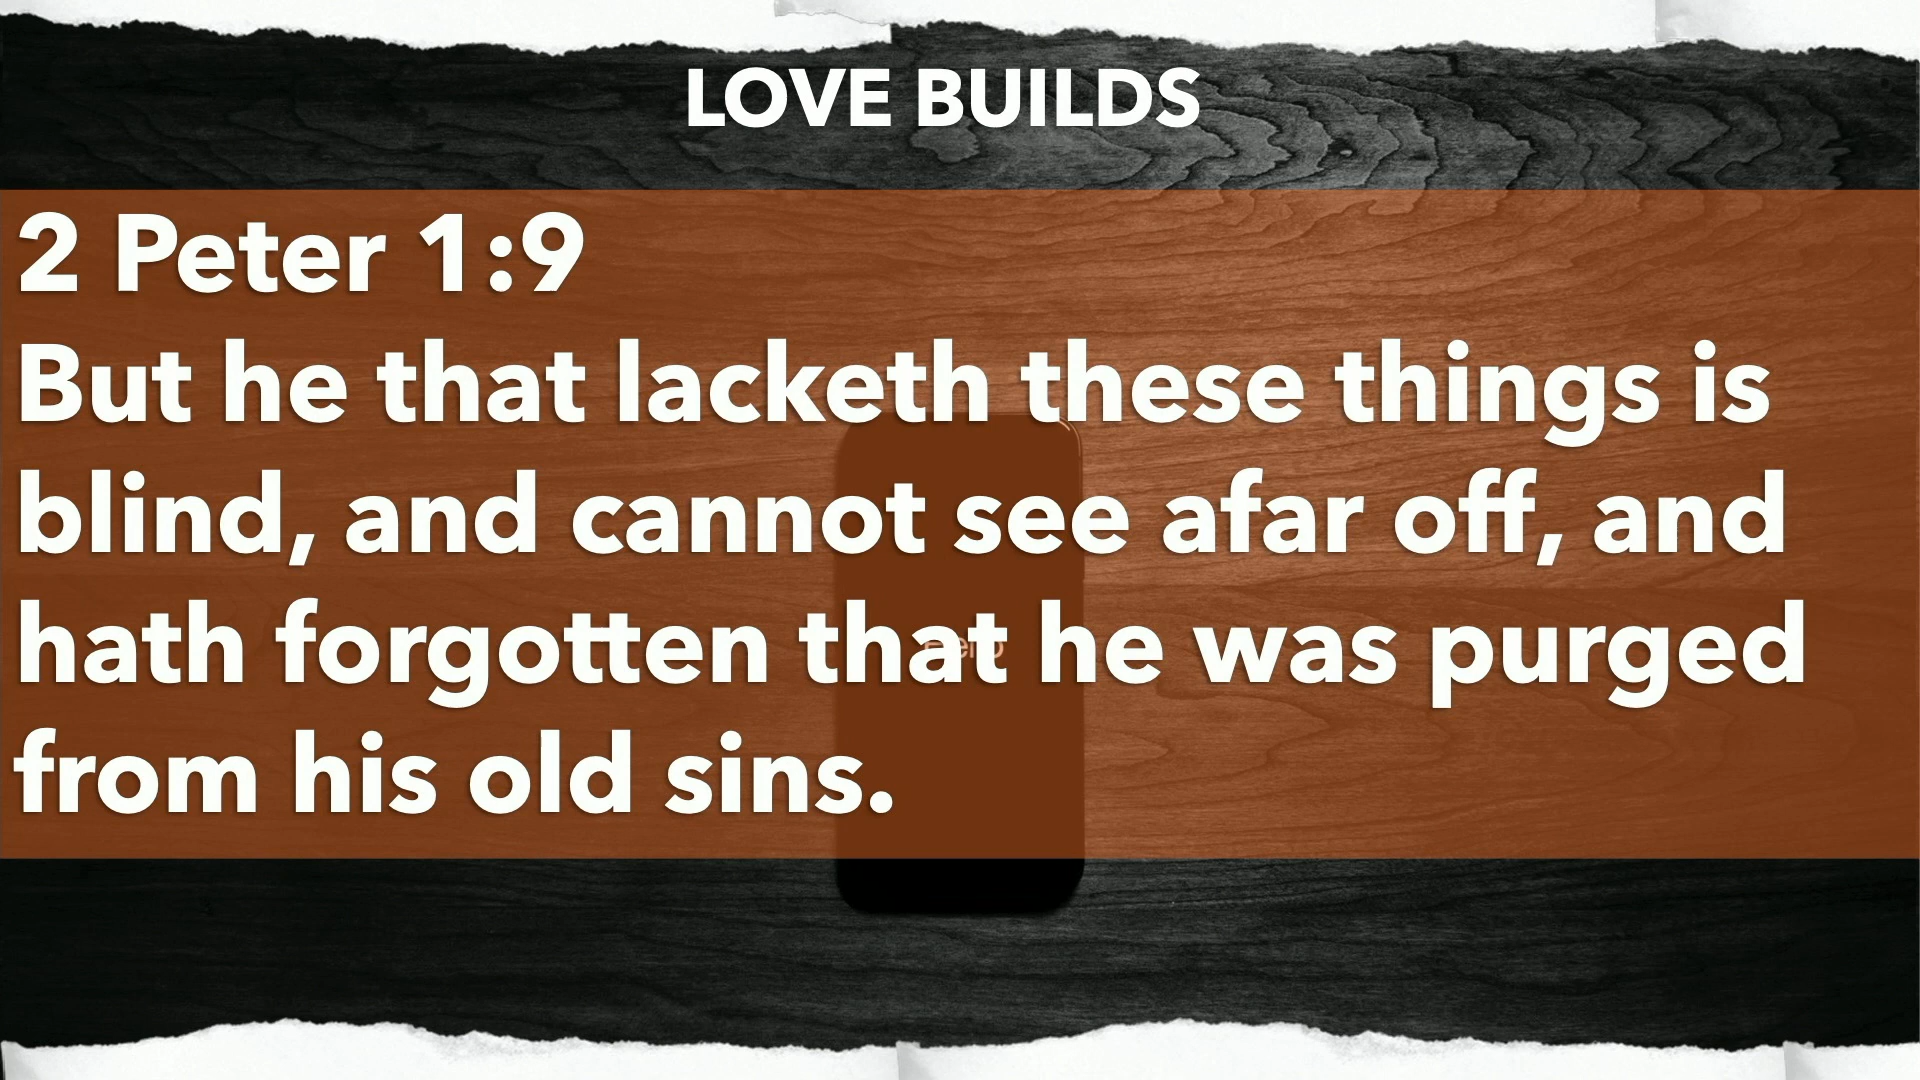 LOVE BUILDS
2 Peter 1:9
But he that lacketh these things is
blind, and cannot see afar off, and
hath forgotten that he was purged
from his old sins.